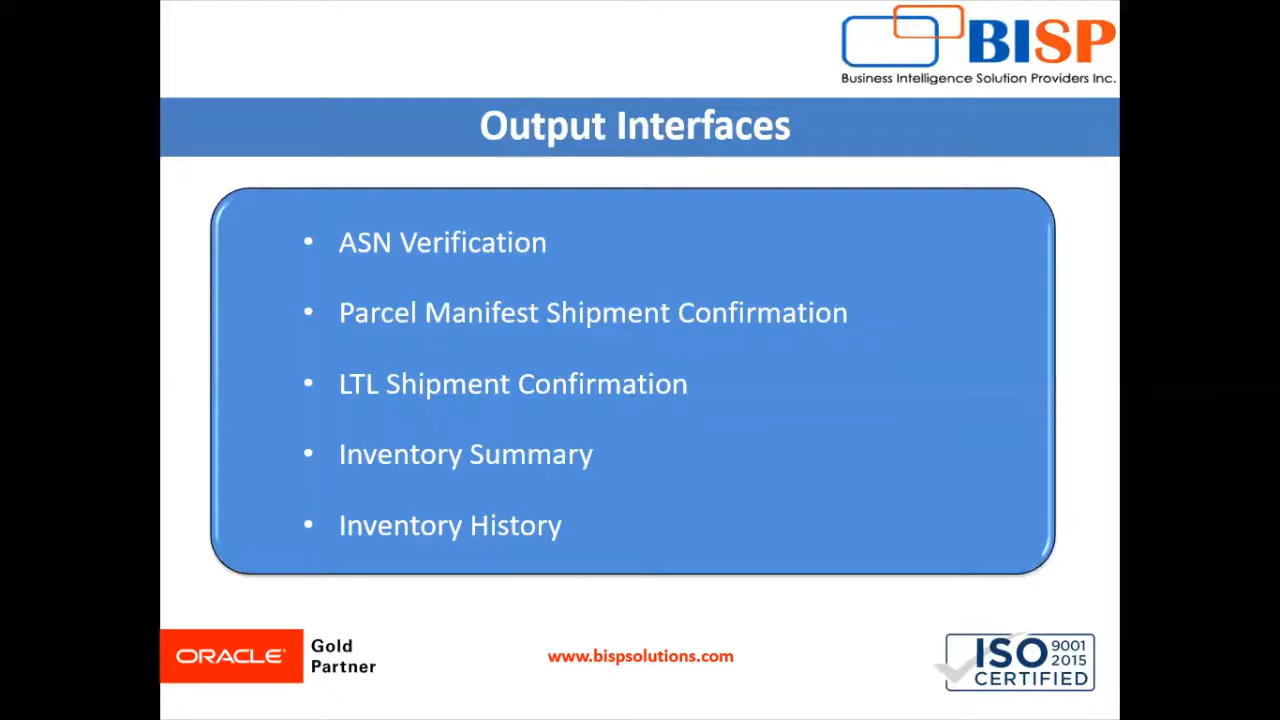 BISP
Business Intelligence Solution Providers Inc.
Output Interfaces
• ASN Verification
• Parcel Manifest Shipment Confirmation
• LTL Shipment Confirmation
• Inventory Summary
• Inventory History
ORACLE
Gold
Partner
www.bispsolutions.com
ISO 9001
2015
CERTIFIED